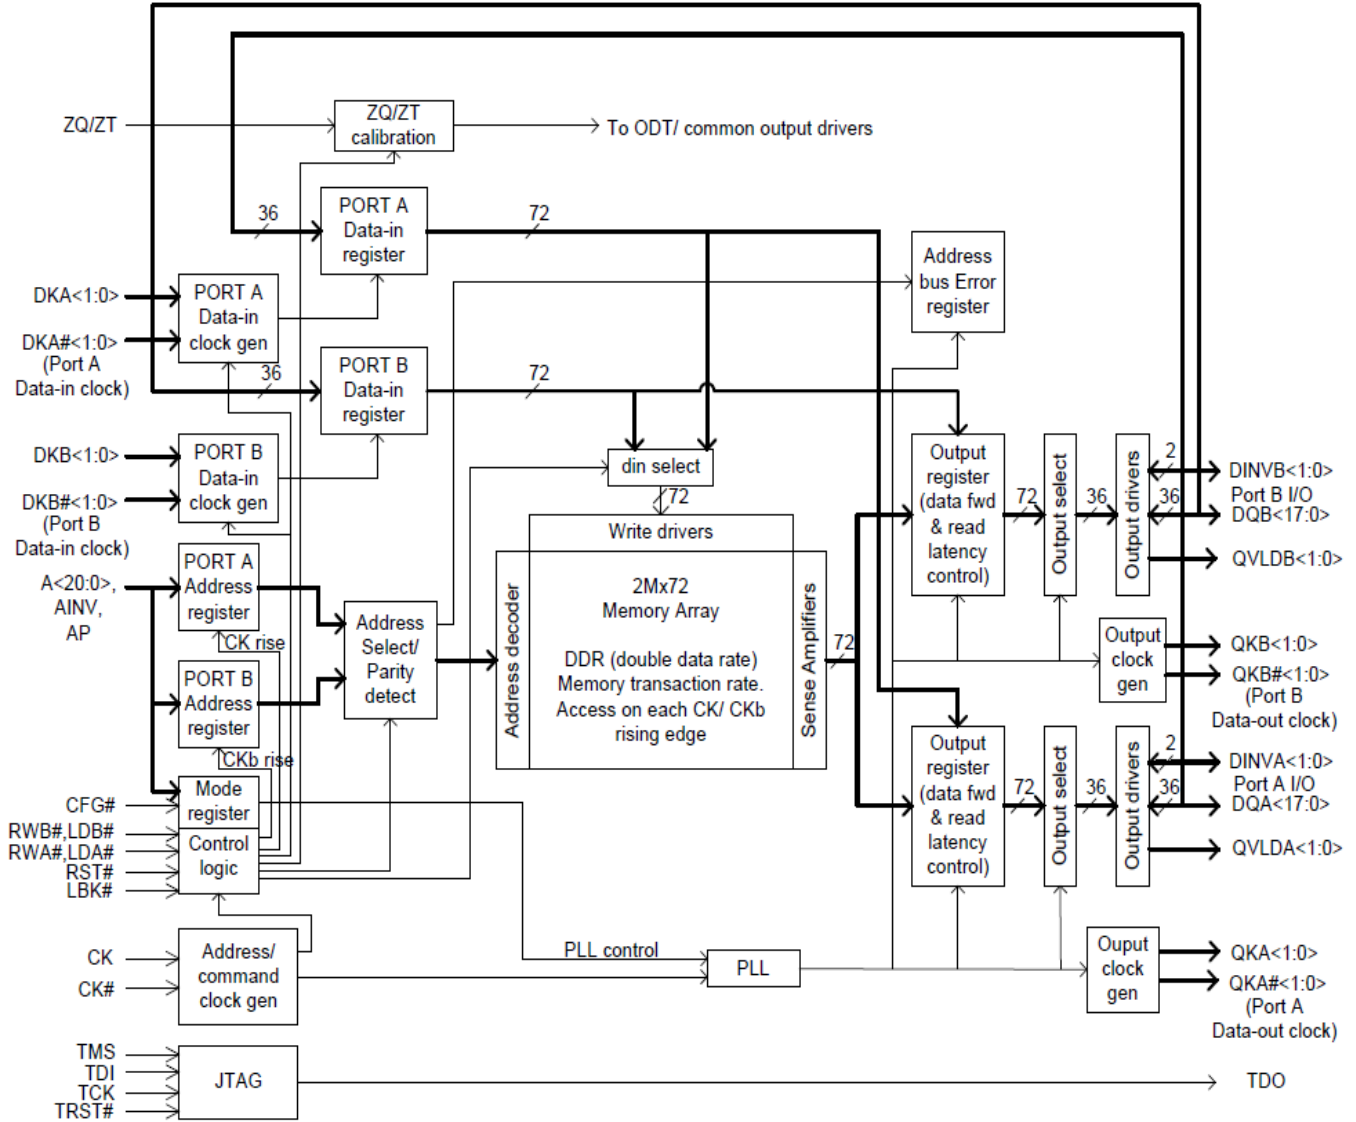 ZQ/ZT
ZQ/ZT
calibration
To ODT/ common output drivers
36
PORT A
Data-in
register
72
Address
bus Error
register
DKA<1:0>
DKA#<1:0>
(Port A
Data-in clock)
PORT A
Data-in
clock gen
36
PORT B
Data-in
register
72
DKB<1:0>
DKB#<1:0>
(Port B
Data-in clock)
PORT B
Data-in
clock gen
din select
72
Write drivers
Output
register
(data fwd
& read
latency
control)
72
Output select
36
Output drivers
2
36
DINVB<1:0>
Port B I/O
DQB<17:0>
QVLDB<1:0>
A<20:0>,
AINV,
AP
PORT A
Address
register
CK rise
PORT B
Address
register
CKb rise
Address
Select/
Parity
detect
Address decoder
2Mx72
Memory Array
DDR (double data rate)
Memory transaction rate.
Access on each CK/ CKb
rising edge
Sense Amplifiers
72
Output
clock
gen
QKB<1:0>
QKB#<1:0>
(Port B
Data-out clock)
Mode
register
Control
logic
CFG#
RWB#,LDB#
RWA#,LDA#
RST#
LBK#
Output
register
(data fwd
& read
latency
control)
72
Output select
36
Output drivers
2
36
DINVA<1:0>
Port A I/O
DQA<17:0>
QVLDA<1:0>
CK
CK#
Address/
command
clock gen
PLL control
PLL
Ouput
clock
gen
QKA<1:0>
QKA#<1:0>
(Port A
Data-out clock)
TMS
TDI
TCK
TRST#
JTAG
TDO